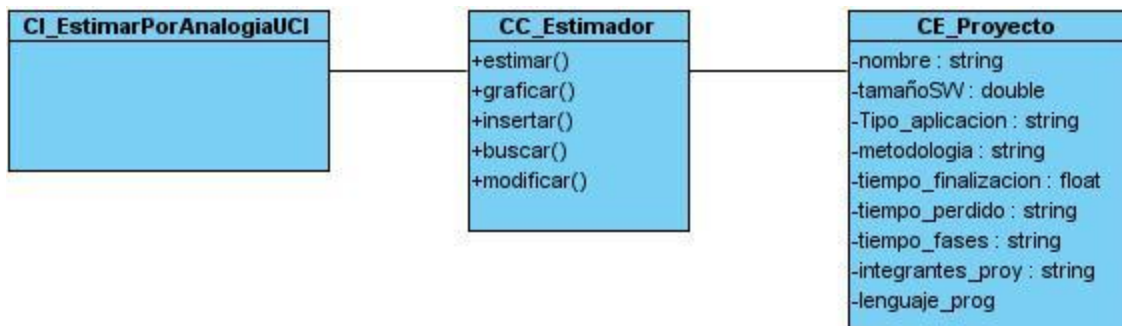 CI_EstimarPorAnalogiaUCI
CC_Estimador
+estimar()
+graficar()
+insertar()
+buscar()
+modificar()
CE_Proyecto
-nombre : string
-tamañoSW : double
-Tipo_aplicacion : string
-metodologia : string
-tiempo_finalizacion : float
-tiempo_perdido : string
-tiempo_fases : string
-integrantes_proy : string
-lenguaje_prog